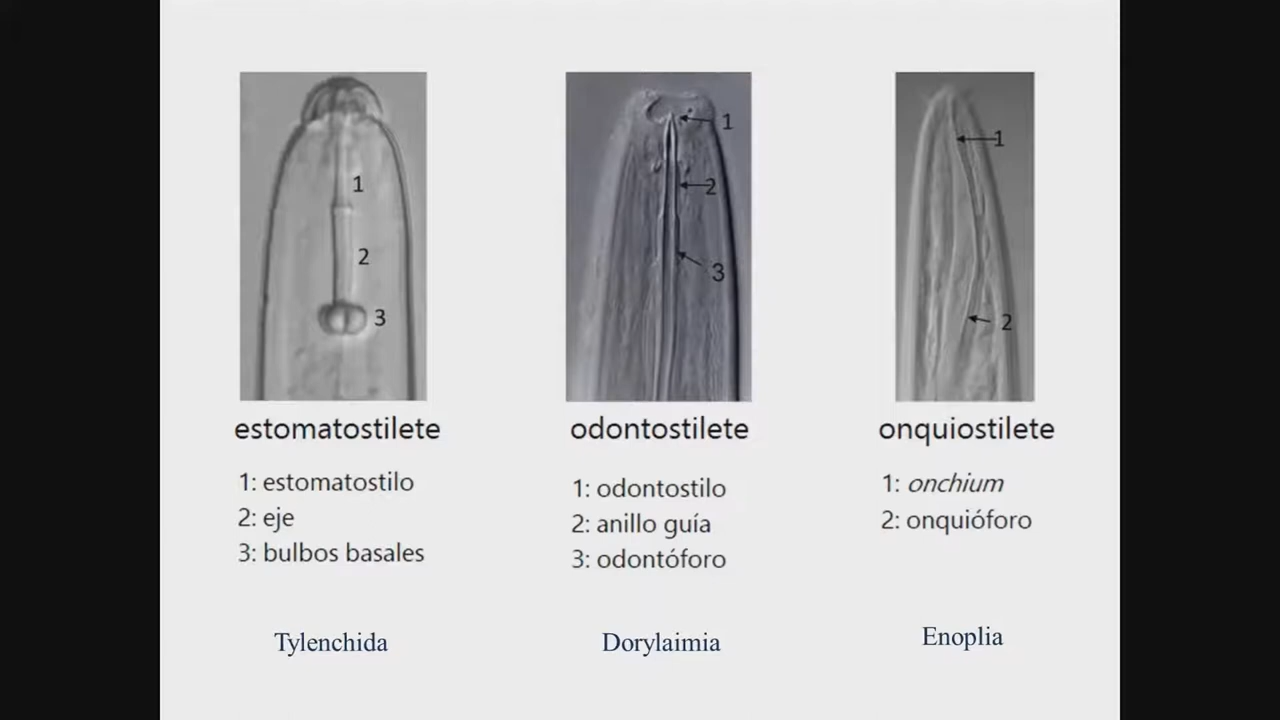 1
2
3
1
2
3
1
2
estomatostilete
1: estomatostilo
2: eje
3: bulbos basales
Tylenchida
odontostilete
1: odontostilo
2: anillo guía
3: odontóforo
Dorylaimia
onquiostilete
1: onchium
2: onquióforo
Enoplia